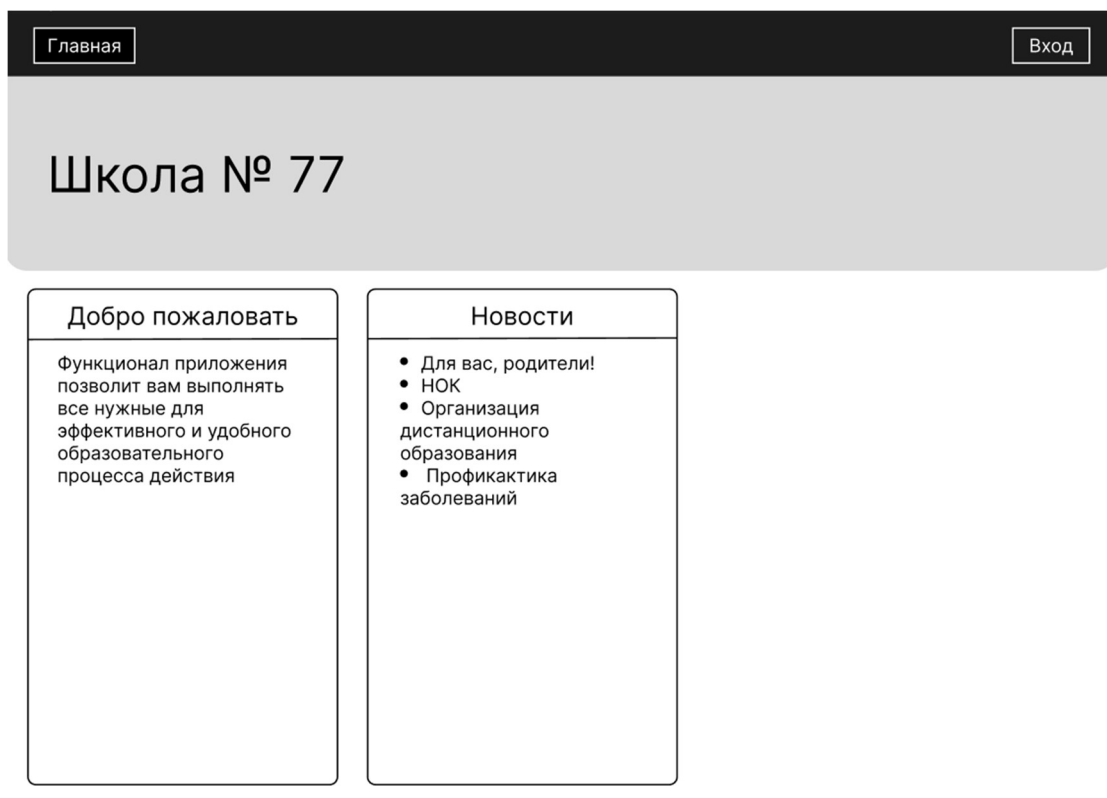 Главная
Вход
Школа № 77
Добро пожаловать
Функционал приложения
позволит вам выполнять
все нужные для
эффективного и удобного
образовательного
процесса действия
Новости
• Для вас, родители!
• НОК
• Организация
дистанционного
образования
• Профикактика
заболеваний